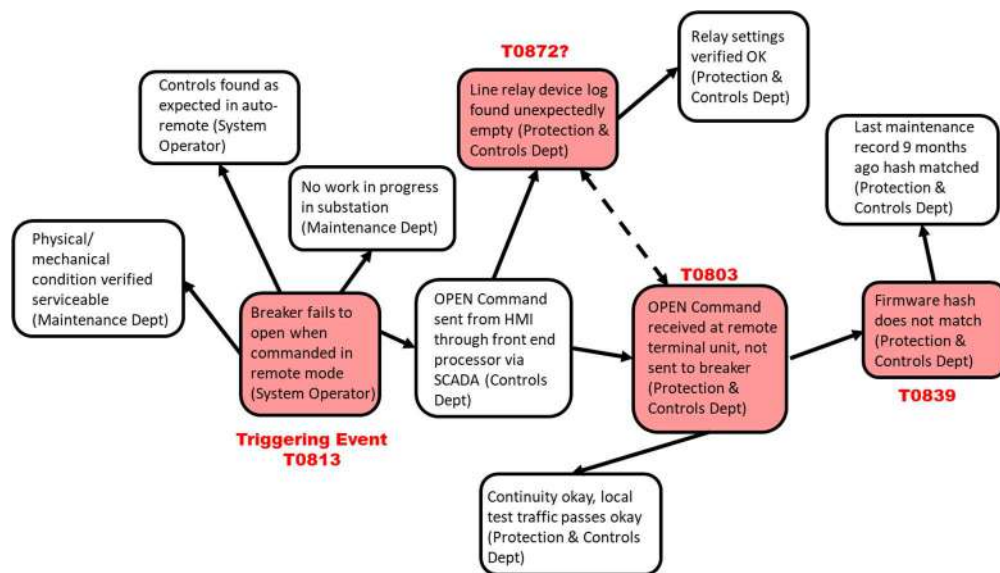 T0872?
Relay settings
verified OK
(Protection &
Controls Dept)
Controls found as
expected in auto-
remote (System
Operator)
Line relay device log
found unexpectedly
empty (Protection &
Controls Dept)
Last maintenance
record 9 months
ago hash matched
(Protection &
Controls Dept)
No work in progress
in substation
(Maintenance Dept)
Physical/
mechanical
condition verified
serviceable
(Maintenance Dept)
T0803
Breaker fails to
open when
commanded in
remote mode
(System Operator)
OPEN Command
sent from HMI
through front end
processor via
SCADA (Controls
Dept)
OPEN Command
received at remote
terminal unit, not
sent to breaker
(Protection &
Controls Dept)
Firmware hash
does not match
(Protection &
Controls Dept)
T0839
Triggering Event
T0813
Continuity okay, local
test traffic passes okay
(Protection & Controls
Dept)